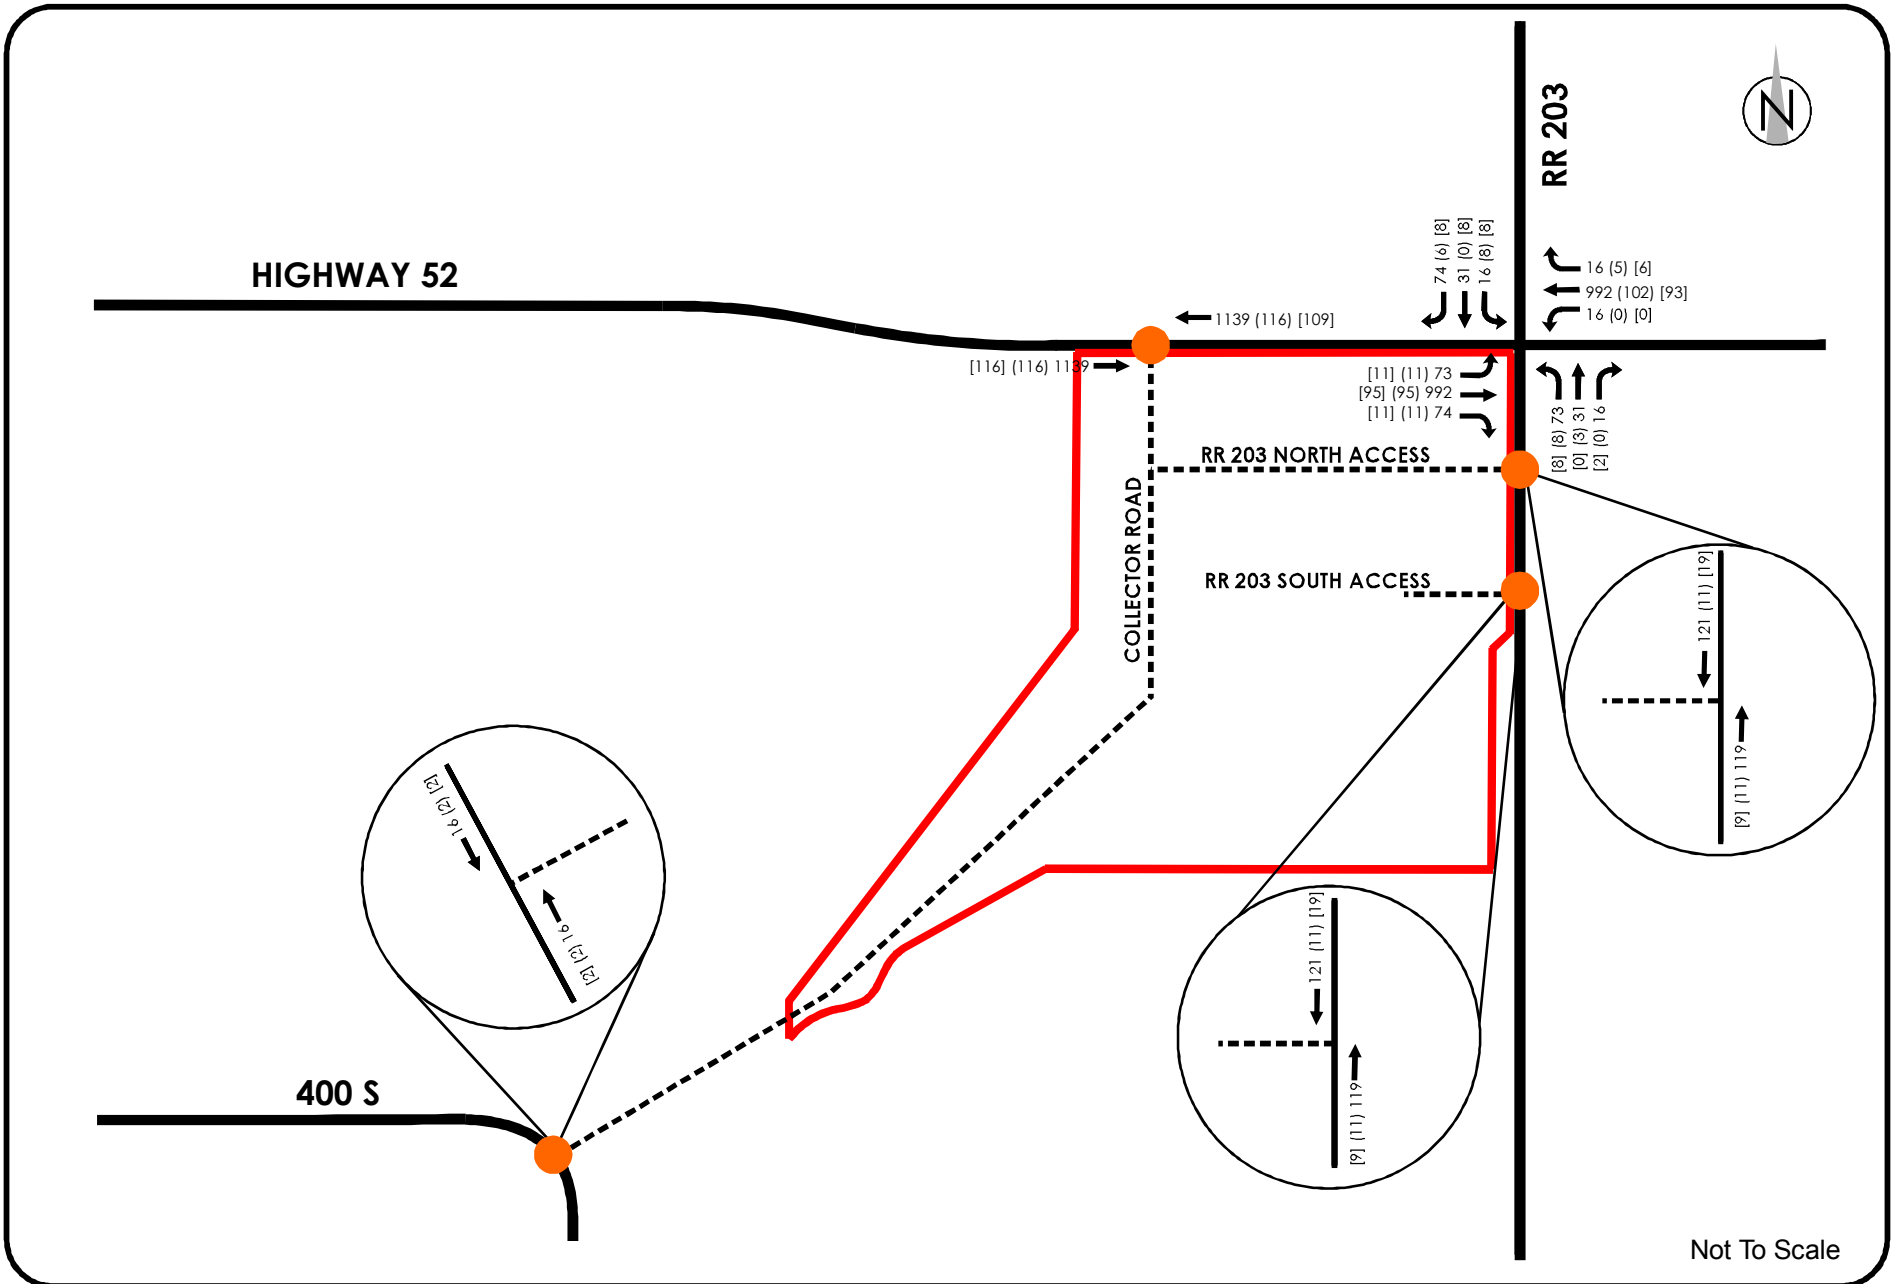 RR 203
N
HIGHWAY 52
74 (6) [8]
31 (0) [8]
16 (8) [8]
16 (5) [6]
992 (102) [93]
16 (0) [0]
1139 (116) [109]
[116] (116) 1139
[11] (11) 73
[95] (95) 992
[11] (11) 74
[8] (8) 73
[0] (3) 31
[2] (0) 16
RR 203 NORTH ACCESS
COLLECTOR ROAD
RR 203 SOUTH ACCESS
121 (11) [19]
[9] (11) 119
16 (2) [2]
[2] (2) 16
121 (11) [19]
[9] (11) 119
400 S
Not To Scale